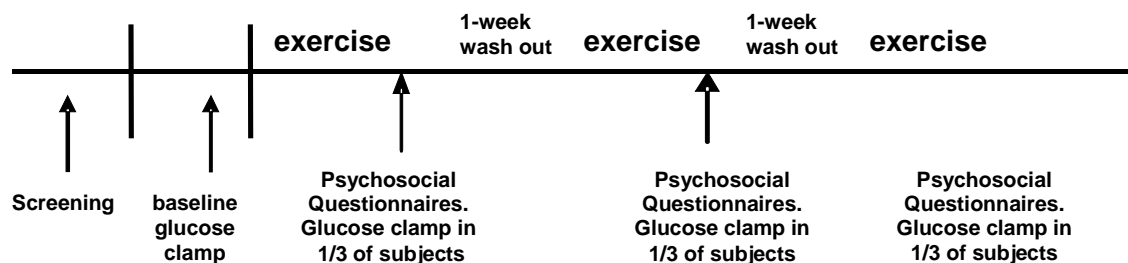 exercise
1-week
wash out
exercise
1-week
wash out
exercise
Screening
baseline
glucose
clamp
Psychosocial
Questionnaires.
Glucose clamp in
1/3 of subjects
Psychosocial
Questionnaires.
Glucose clamp in
1/3 of subjects
Psychosocial
Questionnaires.
Glucose clamp in
1/3 of subjects